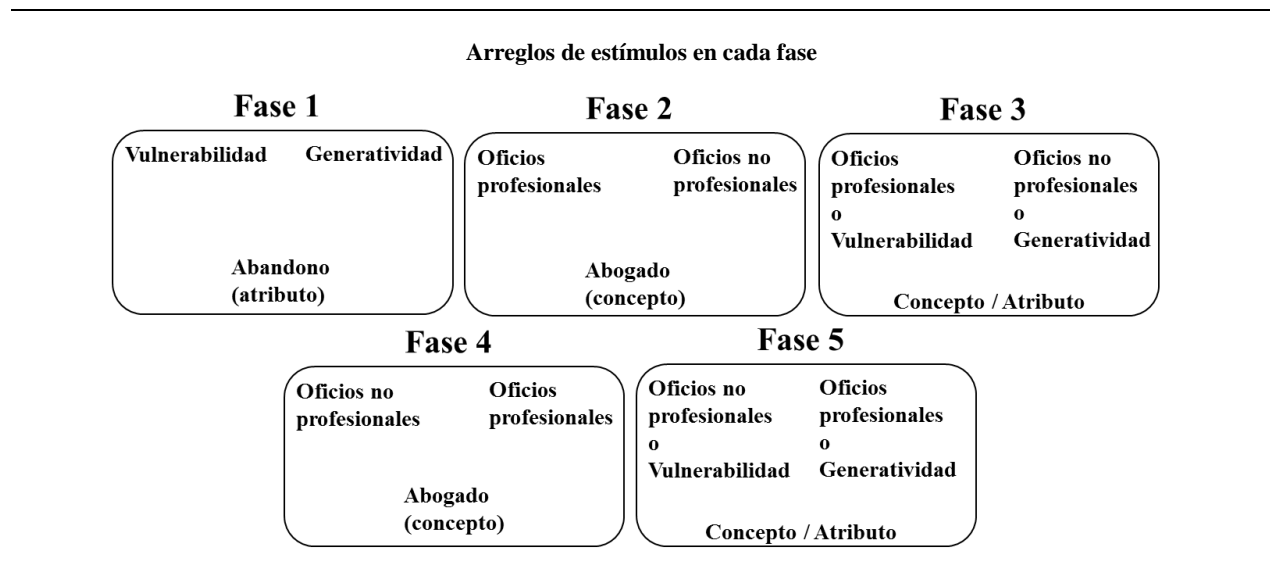 Arreglos de estímulos en cada fase
Fase 1
Vulnerabilidad Generatividad
Abandono
(atributo)
Fase 2
Oficios
profesionales
Oficios no
profesionales
Abogado
(concepto)
Fase 3
Oficios
profesionales
o
Vulnerabilidad
Oficios no
profesionales
o
Generatividad
Concepto / Atributo
Fase 4
Oficios no
profesionales
Oficios
profesionales
Abogado
(concepto)
Fase 5
Oficios no
profesionales
o
Vulnerabilidad
Oficios
profesionales
o
Generatividad
Concepto / Atributo